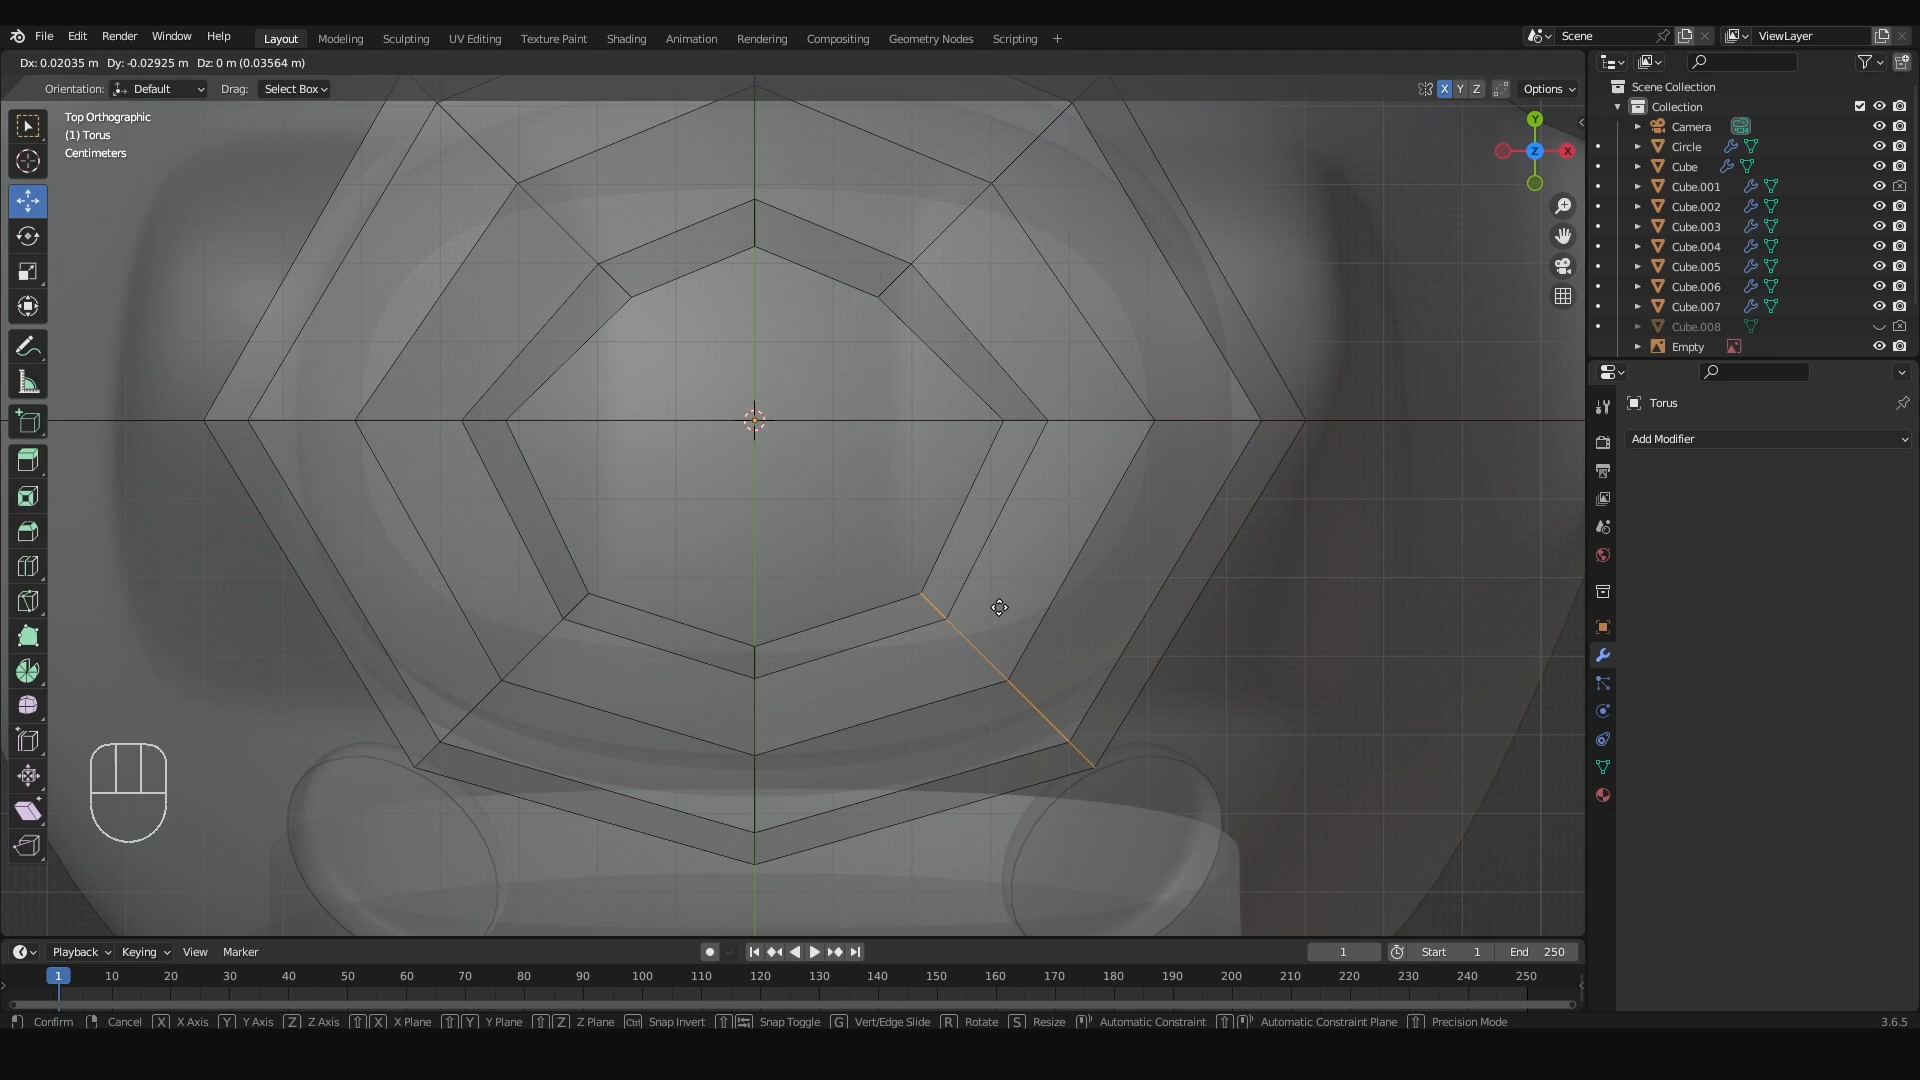 File Edit Render Window Help Layout Modeling Sculpting UV Editing Texture Paint Shading Animation Rendering Compositing Geometry Nodes Scripting + Scene ViewLayer
Dx: 0.02035 m Dy: -0.02925 m Dz: 0 m (0.03564 m)
Orientation: Default Drag: Select Box X Y Z Options
Top Orthographic
(1) Torus
Centimeters
Y
Z X
Scene Collection
Collection
Camera
Circle
Cube
Cube.001
Cube.002
Cube.003
Cube.004
Cube.005
Cube.006
Cube.007
Cube.008
Empty
Torus
Add Modifier
Playback Keying View Marker 1 Start 1 End 250
1 10 20 30 40 50 60 70 80 90 100 110 120 130 140 150 160 170 180 190 200 210 220 230 240 250
Confirm Cancel X X Axis Y Y Axis Z Z Axis X X Plane Y Y Plane Z Z Plane Ctrl Snap Invert Snap Toggle G Vert/Edge Slide R Rotate S Resize Automatic Constraint Automatic Constraint Plane Precision Mode 3.6.5